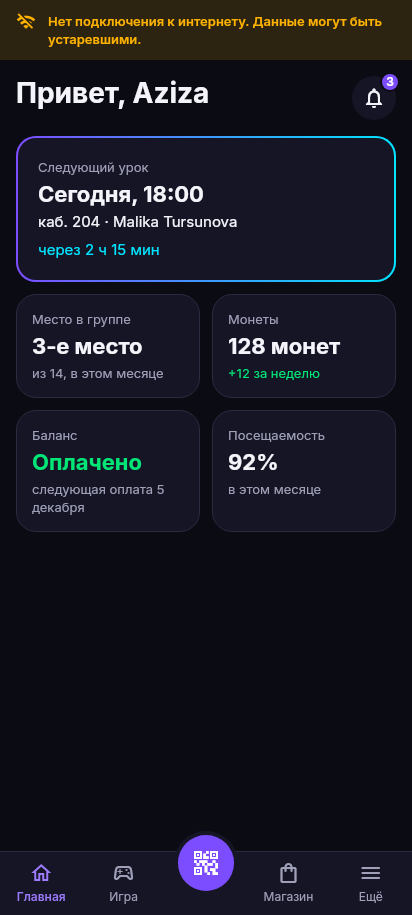 Нет подключения к интернету. Данные могут быть
устаревшими.
Привет, Aziza
3
Следующий урок
Сегодня, 18:00
каб. 204 · Malika Tursunova
через 2 ч 15 мин
Место в группе
3-е место
из 14, в этом месяце
Монеты
128 монет
+12 за неделю
Баланс
Оплачено
следующая оплата 5
декабря
Посещаемость
92%
в этом месяце
Главная
Игра
Магазин
Ещё